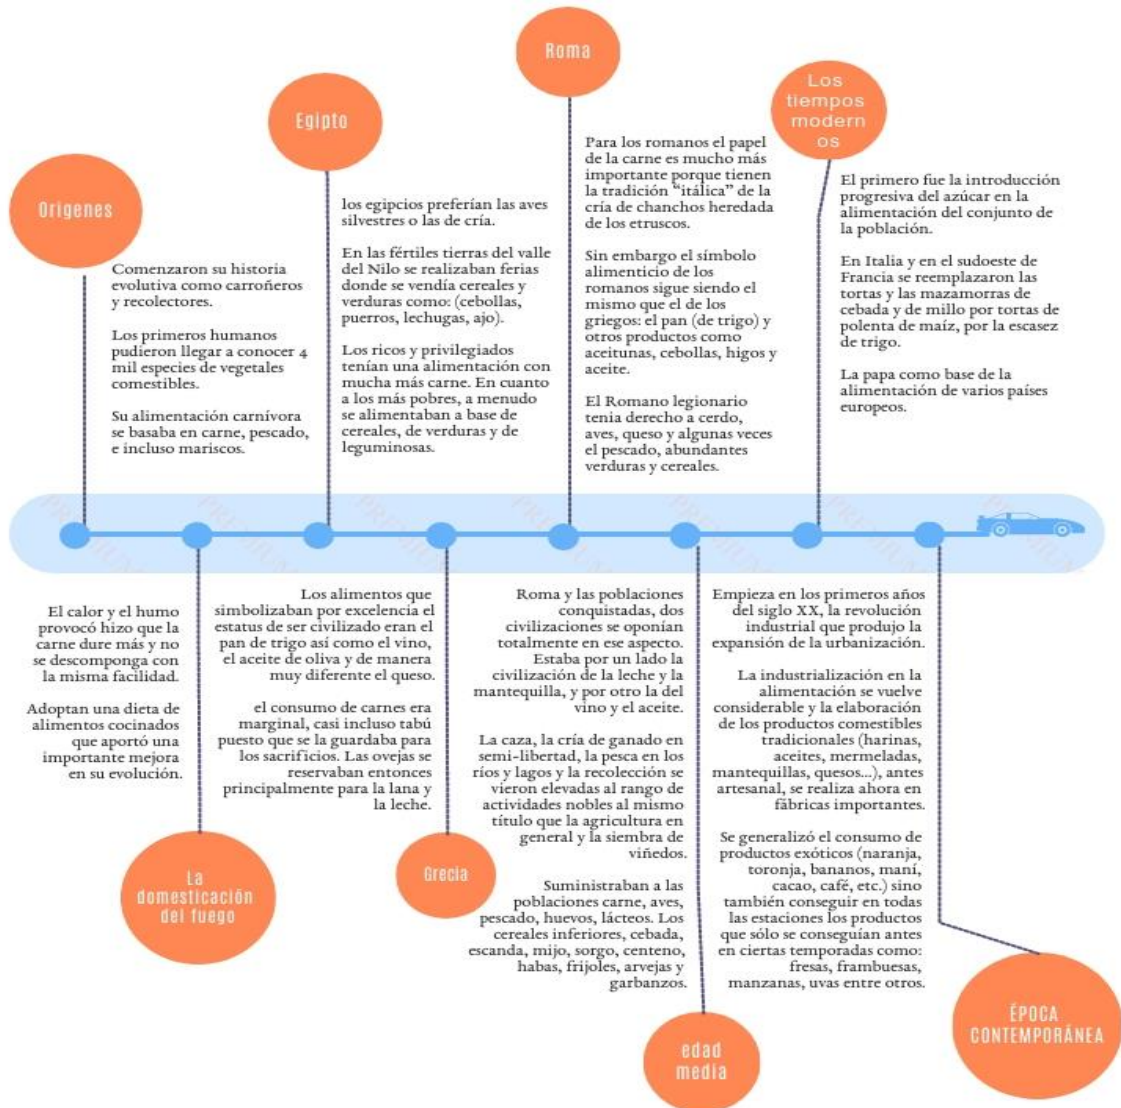 Orígenes
Comenzaron su historia
evolutiva como carroñeros
y recolectores.
Los primeros humanos
pudieron llegar a conocer 4
mil especies de vegetales
comestibles.
Su alimentación carnívora
se basaba en carne, pescado,
e incluso mariscos.
Egipto
los egipcios preferían las aves
silvestres o las de cría.
En las fértiles tierras del valle
del Nilo se realizaban ferias
donde se vendía cereales y
verduras como: (cebollas,
puerros, lechugas, ajo).
Los ricos y privilegiados
tenían una alimentación con
mucha más carne. En cuanto
a los más pobres, a menudo
se alimentaban a base de
cereales, de verduras y de
leguminosas.
Roma
Para los romanos el papel
de la carne es mucho más
importante porque tienen
la tradición “itálica” de la
cría de chanchos heredada
de los etruscos.
Sin embargo el símbolo
alimenticio de los
romanos sigue siendo el
mismo que el de los
griegos: el pan (de trigo) y
otros productos como
aceitunas, cebollas, higos y
aceite.
El Romano legionario
tenia derecho a cerdo,
aves, queso y algunas veces
el pescado, abundantes
verduras y cereales.
Los
tiempos
modern
os
El primero fue la introducción
progresiva del azúcar en la
alimentación del conjunto de
la población.
En Italia y en el sudoeste de
Francia se reemplazaron las
tortas y las mazamorras de
cebada y de millo por tortas de
polenta de maíz, por la escasez
de trigo.
La papa como base de la
alimentación de varios países
europeos.
PREMIUM PREMIUM PREMIUM PREMIUM PREMIUM PREMIUM PREMIUM
El calor y el humo
provocó hizo que la
carne dure más y no
se descomponga con
la misma facilidad.
Adoptan una dieta de
alimentos cocinados
que aportó una
importante mejora
en su evolución.
La
domesticación
del fuego
Los alimentos que
simbolizaban por excelencia el
estatus de ser civilizado eran el
pan de trigo así como el vino,
el aceite de oliva y de manera
muy diferente el queso.
el consumo de carnes era
marginal, casi incluso tabú
puesto que se la guardaba para
los sacrificios. Las ovejas se
reservaban entonces
principalmente para la lana y
la leche.
Grecia
Roma y las poblaciones
conquistadas, dos
civilizaciones se oponían
totalmente en ese aspecto.
Estaba por un lado la
civilización de la leche y la
mantequilla, y por otro la del
vino y el aceite.
La caza, la cría de ganado en
semi-libertad, la pesca en los
ríos y lagos y la recolección se
vieron elevadas al rango de
actividades nobles al mismo
título que la agricultura en
general y la siembra de
viñedos.
Suministraban a las
poblaciones carne, aves,
pescado, huevos, lácteos. Los
cereales inferiores, cebada,
escanda, mijo, sorgo, centeno,
habas, frijoles, arvejas y
garbanzos.
edad
media
Empieza en los primeros años
del siglo XX, la revolución
industrial que produjo la
expansión de la urbanización.
La industrialización en la
alimentación se vuelve
considerable y la elaboración
de los productos comestibles
tradicionales (harinas,
aceites, mermeladas,
mantequillas, quesos...), antes
artesanal, se realiza ahora en
fábricas importantes.
Se generalizó el consumo de
productos exóticos (naranja,
toronja, bananos, maní,
cacao, café, etc.) sino
también conseguir en todas
las estaciones los productos
que sólo se conseguían antes
en ciertas temporadas como:
fresas, frambuesas,
manzanas, uvas entre otros.
ÉPOCA
CONTEMPORÁNEA